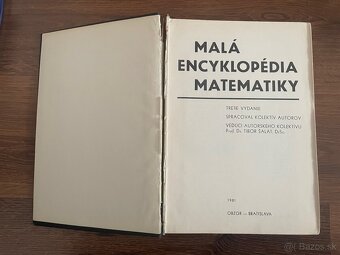 MALÁ
ENCYKLOPÉDIA
MATEMATIKY
TRETIE VYDANIE
SPRACOVAL KOLEKTÍV AUTOROV
VEDÚCI AUTORSKÉHO KOLEKTÍVU
Prof. Dr. TIBOR ŠALÁT, DrSc.
1981
OBZOR — BRATISLAVA
bazos.sk